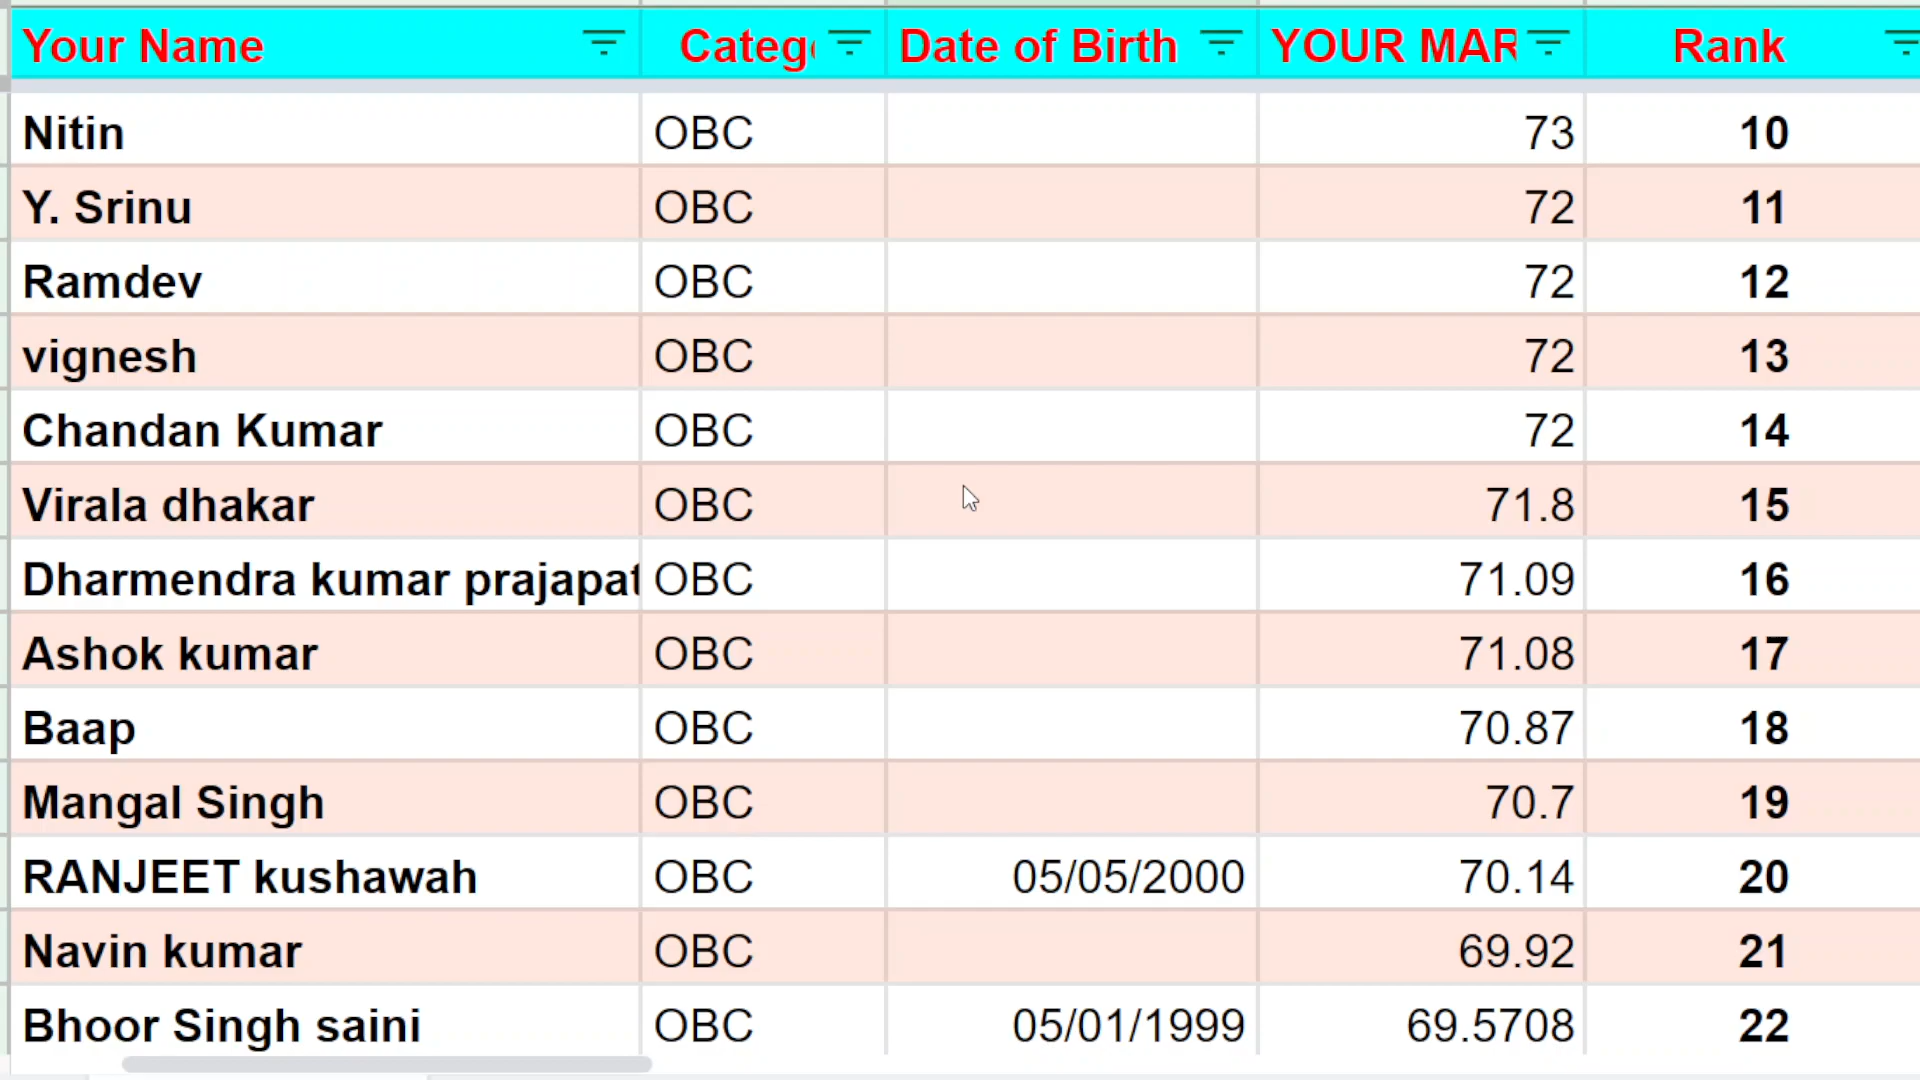 Your Name Categ Date of Birth YOUR MAR Rank
Nitin OBC 73 10
Y. Srinu OBC 72 11
Ramdev OBC 72 12
vignesh OBC 72 13
Chandan Kumar OBC 72 14
Virala dhakar OBC 71.8 15
Dharmendra kumar prajapat OBC 71.09 16
Ashok kumar OBC 71.08 17
Baap OBC 70.87 18
Mangal Singh OBC 70.7 19
RANJEET kushawah OBC 05/05/2000 70.14 20
Navin kumar OBC 69.92 21
Bhoor Singh saini OBC 05/01/1999 69.5708 22